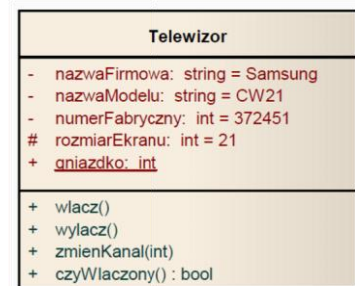 Telewizor
- nazwaFirmowa: string = Samsung
- nazwaModelu: string = CW21
- numerFabryczny: int = 372451
# rozmiarEkranu: int = 21
+ gniazdko: int
+ wlacz()
+ wylacz()
+ zmienKanal(int)
+ czyWlaczony() : bool